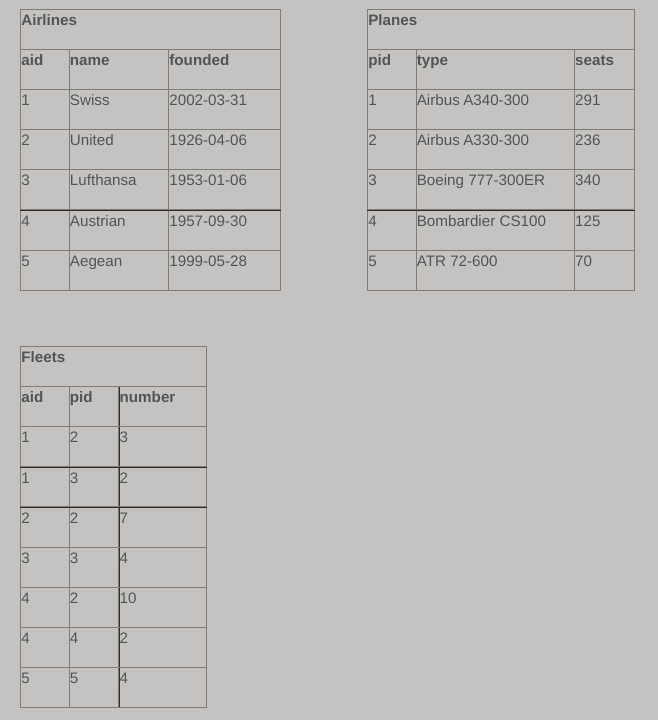 Airlines
aid name founded
1 Swiss 2002-03-31
2 United 1926-04-06
3 Lufthansa 1953-01-06
4 Austrian 1957-09-30
5 Aegean 1999-05-28
Planes
pid type seats
1 Airbus A340-300 291
2 Airbus A330-300 236
3 Boeing 777-300ER 340
4 Bombardier CS100 125
5 ATR 72-600 70
Fleets
aid pid number
1 2 3
1 3 2
2 2 7
3 3 4
4 2 10
4 4 2
5 5 4